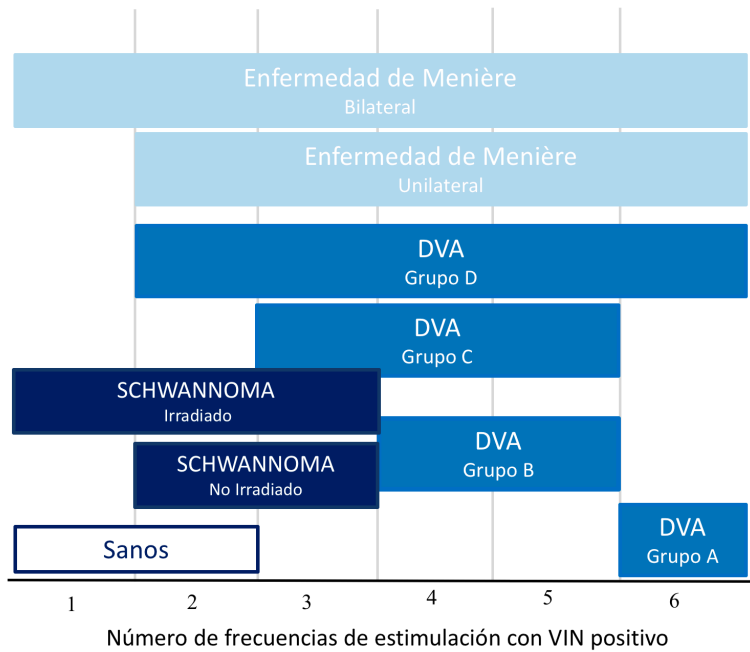 Enfermedad de Menière
Bilateral
Enfermedad de Menière
Unilateral
DVA
Grupo D
DVA
Grupo C
SCHWANNOMA
Irradiado
DVA
Grupo B
SCHWANNOMA
No Irradiado
DVA
Grupo A
Sanos
1 2 3 4 5 6
Número de frecuencias de estimulación con VIN positivo